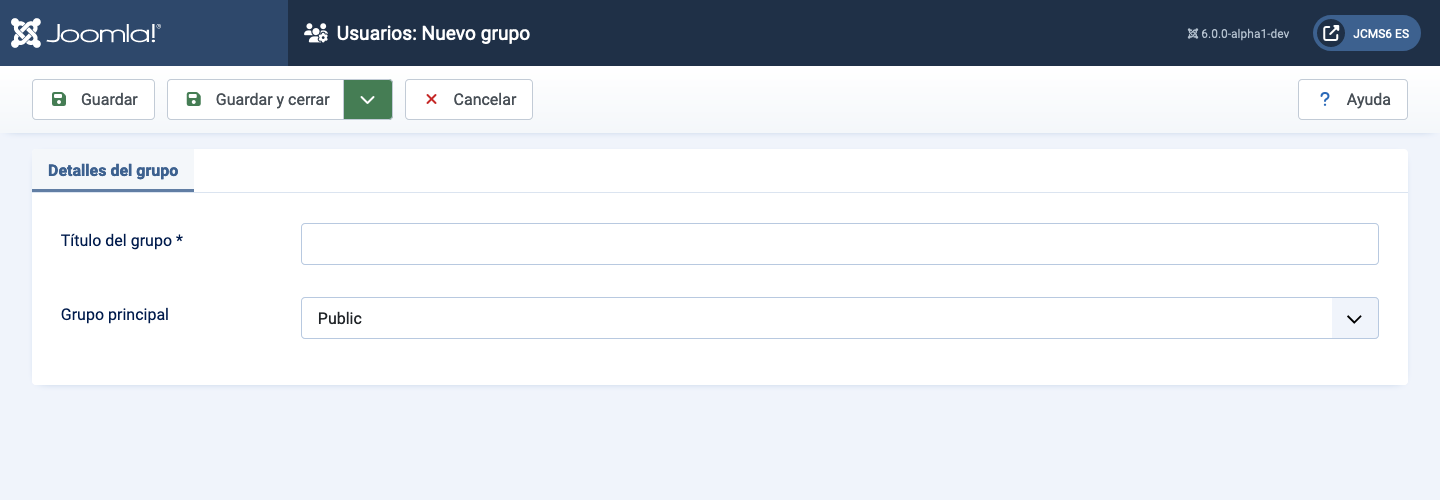 Joomla!® Usuarios: Nuevo grupo 6.0.0-alpha1-dev JCMS6 ES
Guardar Guardar y cerrar Cancelar ? Ayuda
Detalles del grupo
Título del grupo *
Grupo principal Public